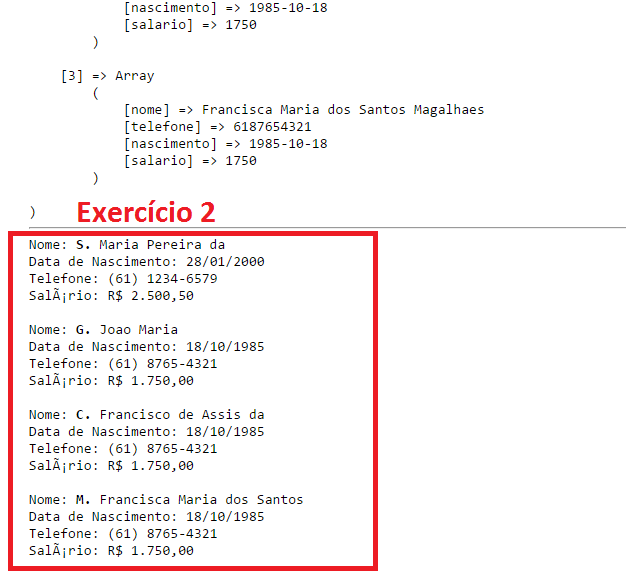 [nascimento] => 1985-10-18
[salario] => 1750
)
[3] => Array
(
[nome] => Francisca Maria dos Santos Magalhaes
[telefone] => 6187654321
[nascimento] => 1985-10-18
[salario] => 1750
)
) Exercício 2
Nome: S. Maria Pereira da
Data de Nascimento: 28/01/2000
Telefone: (61) 1234-6579
SalÃ¡rio: R$ 2.500,50
Nome: G. Joao Maria
Data de Nascimento: 18/10/1985
Telefone: (61) 8765-4321
SalÃ¡rio: R$ 1.750,00
Nome: C. Francisco de Assis da
Data de Nascimento: 18/10/1985
Telefone: (61) 8765-4321
SalÃ¡rio: R$ 1.750,00
Nome: M. Francisca Maria dos Santos
Data de Nascimento: 18/10/1985
Telefone: (61) 8765-4321
SalÃ¡rio: R$ 1.750,00